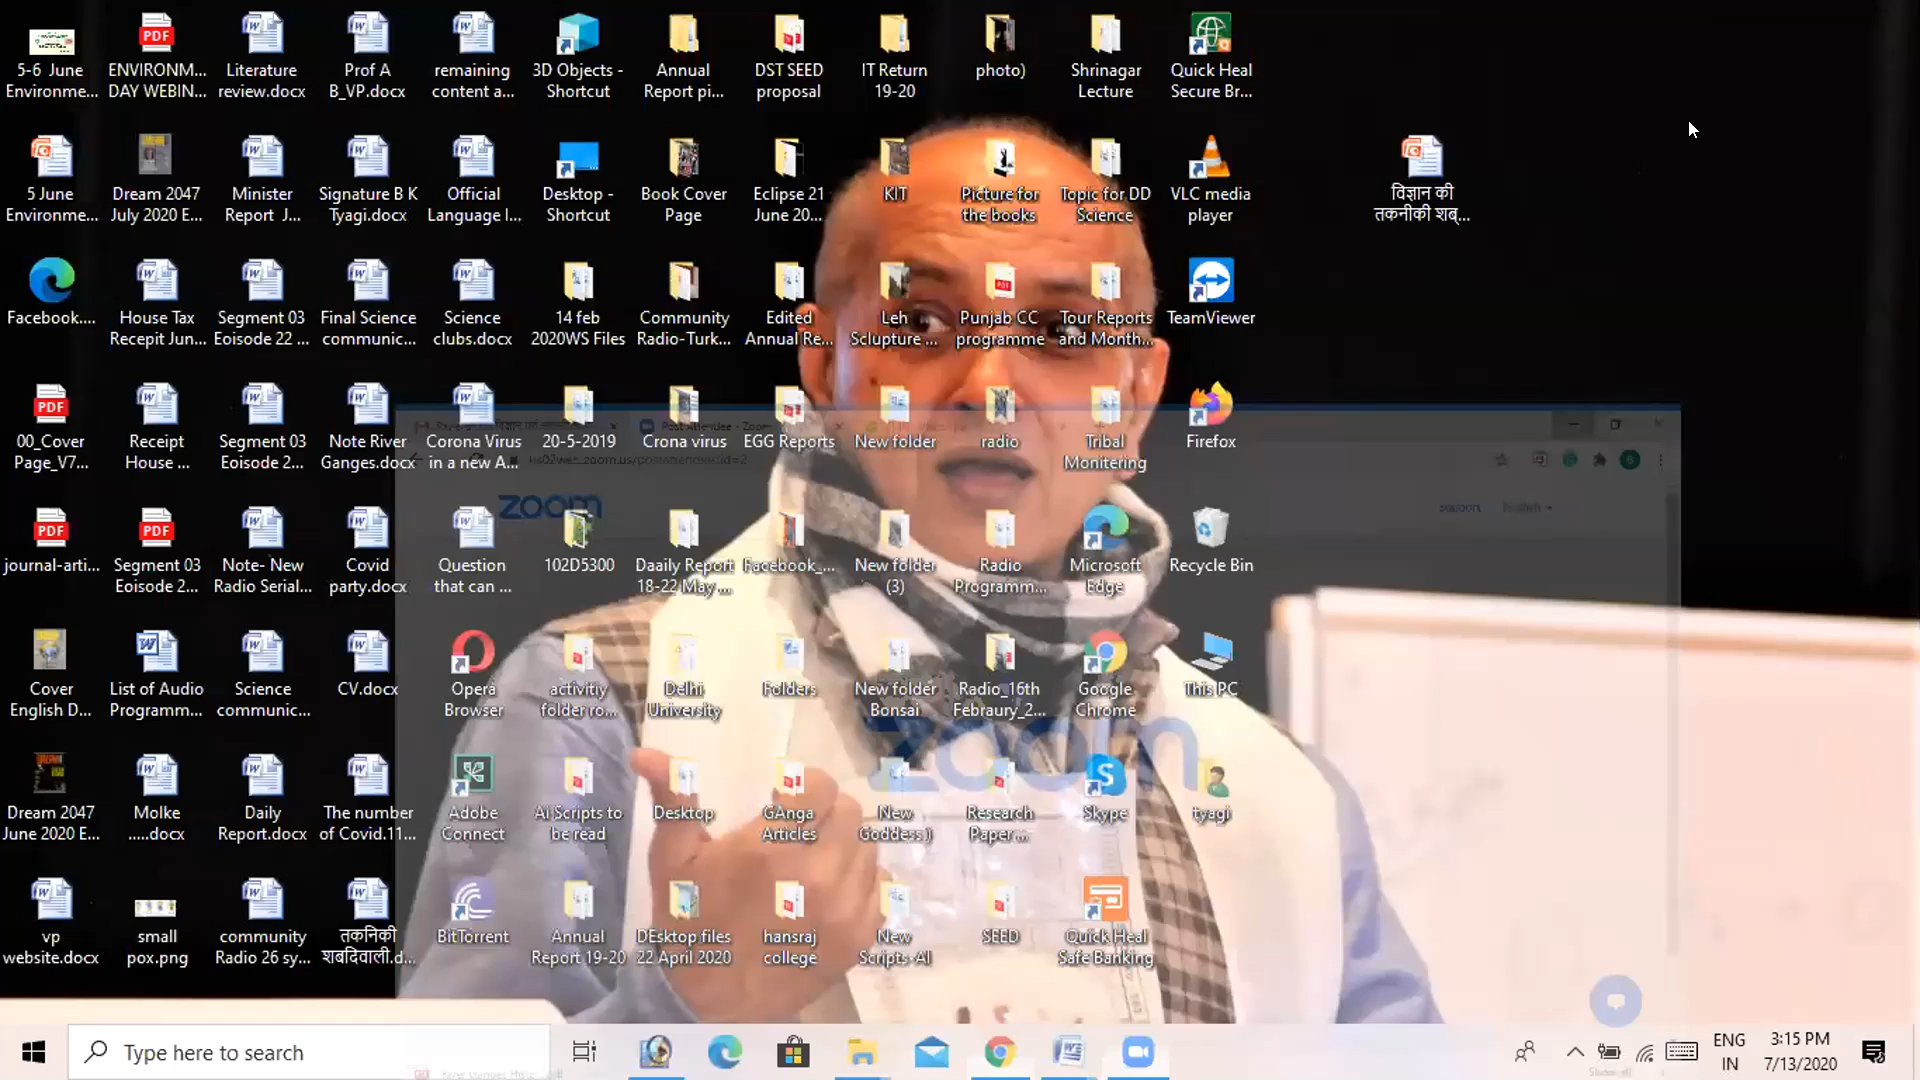 5-6 June
Environme...
ENVIRONM...
DAY WEBIN...
Literature
review.docx
Prof A
B_VP.docx
remaining
content a...
3D Objects -
Shortcut
Annual
Report pi...
DST SEED
proposal
IT Return
19-20
photo)
Shrinagar
Lecture
Quick Heal
Secure Br...
5 June
Environme...
Dream 2047
July 2020 E...
Minister
Report J...
Signature B K
Tyagi.docx
Official
Language I...
Desktop -
Shortcut
Book Cover
Page
Eclipse 21
June 20...
KIT
Picture for
the books
Topic for DD
Science
VLC media
player
विज्ञान की
तकनीकी शब्...
Facebook....
House Tax
Recepit Jun...
Segment 03
Eoisode 22 ...
Final Science
communic...
Science
clubs.docx
14 feb
2020WS Files
Community
Radio-Turk...
Edited
Annual Re...
Leh
Sclupture ...
Punjab CC
programme
Tour Reports
and Month...
TeamViewer
00_Cover
Page_V7...
Receipt
House ...
Segment 03
Eoisode 2...
Note River
Ganges.docx
Corona Virus
in a new A...
20-5-2019
Crona virus
EGG Reports
New folder
radio
Tribal
Monitering
Firefox
zoom
Support
English
journal-arti...
Segment 03
Eoisode 2...
Note- New
Radio Serial...
Covid
party.docx
Question
that can ...
102D5300
Daaily Report
18-22 May ...
Facebook_...
New folder
(3)
Radio
Programm...
Microsoft
Edge
Recycle Bin
Cover
English D...
List of Audio
Programm...
Science
communic...
CV.docx
Opera
Browser
activitiy
folder ro...
Delhi
University
Folders
New folder
Bonsai
Radio_16th
Febraury_2...
Google
Chrome
This PC
zoom
Dream 2047
June 2020 E...
Molke
.....docx
Daily
Report.docx
The number
of Covid.11...
Adobe
Connect
Ai Scripts to
be read
Desktop
GAnga
Articles
New
Goddess)
Research
Paper ...
Skype
tyagi
vp
website.docx
small
pox.png
community
Radio 26 sy...
तकनिकी
शबदिवाली.d...
BitTorrent
Annual
Report 19-20
DEsktop files
22 April 2020
hansraj
college
New
Scripts-AI
SEED
Quick Heal
Safe Banking
Type here to search
ENG
IN
3:15 PM
7/13/2020